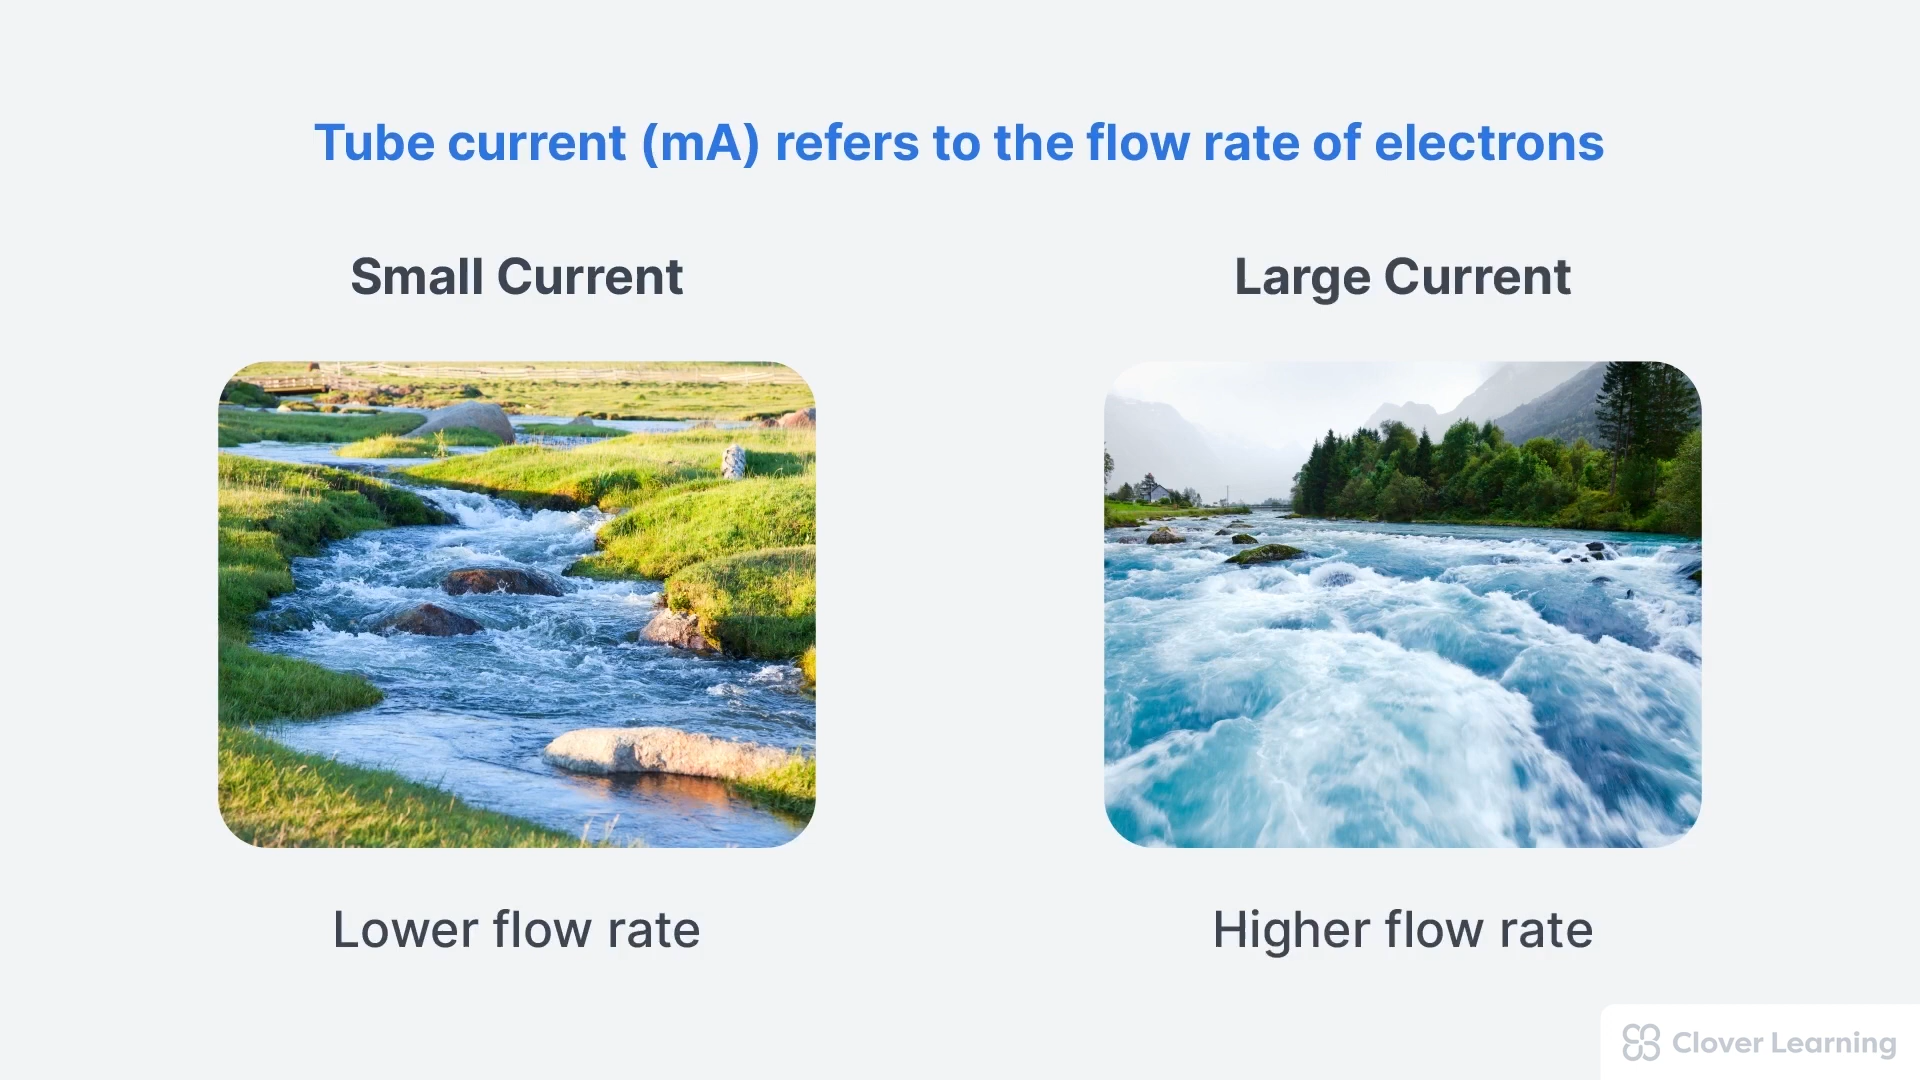 Tube current (mA) refers to the flow rate of electrons
Small Current
Large Current
Lower flow rate
Higher flow rate
Clover Learning